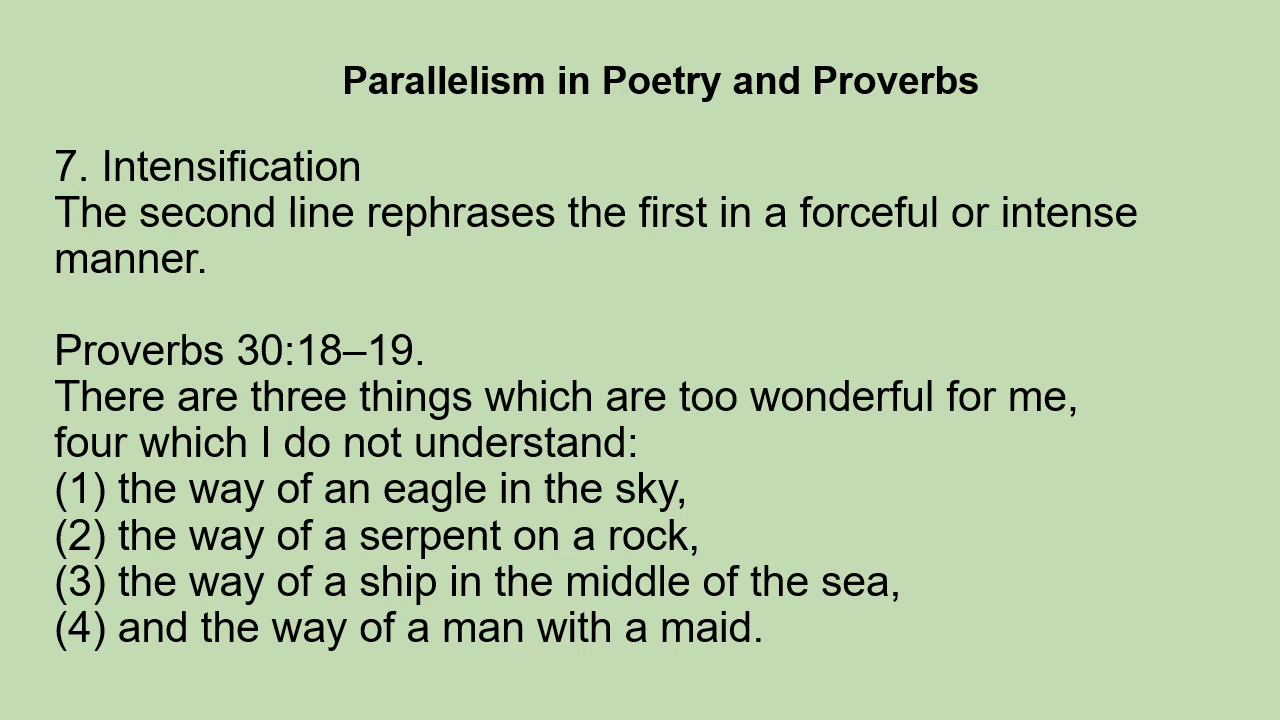 Parallelism in Poetry and Proverbs
7. Intensification
The second line rephrases the first in a forceful or intense
manner.
Proverbs 30:18–19.
There are three things which are too wonderful for me,
four which I do not understand:
(1) the way of an eagle in the sky,
(2) the way of a serpent on a rock,
(3) the way of a ship in the middle of the sea,
(4) and the way of a man with a maid.